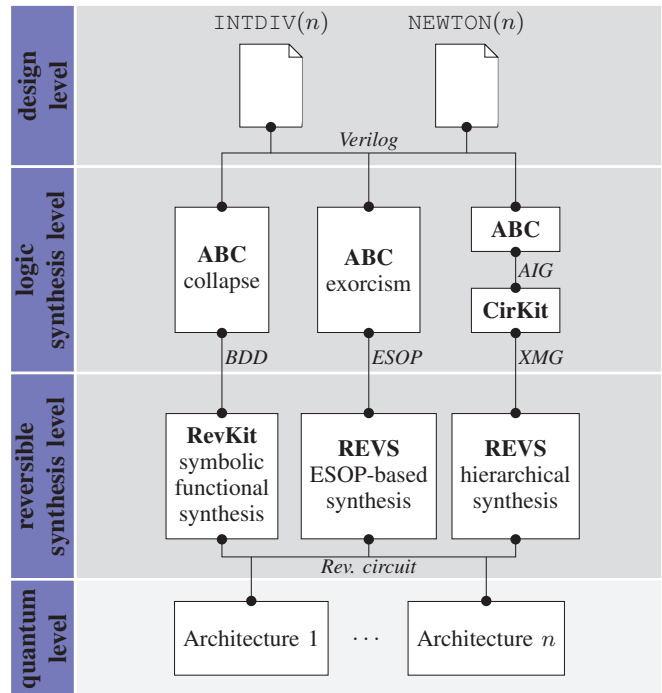 INTDIV(n)
NEWTON(n)
design
level
Verilog
logic
synthesis level
ABC
collapse
ABC
exorcism
ABC
AIG
CirKit
BDD
ESOP
XMG
reversible
synthesis level
RevKit
symbolic
functional
synthesis
REVS
ESOP-based
synthesis
REVS
hierarchical
synthesis
Rev. circuit
quantum
level
Architecture 1
···
Architecture n